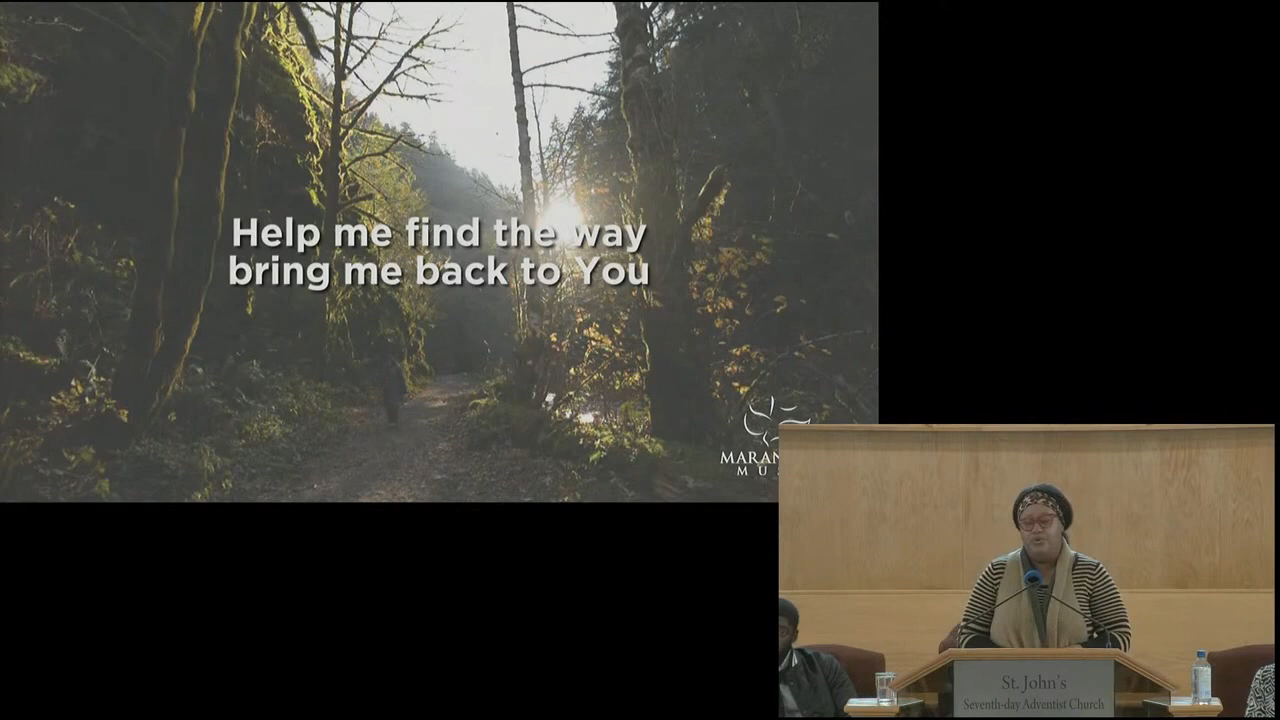 Help me find the way
bring me back to You
St. John's
Seventh-day Adventist Church